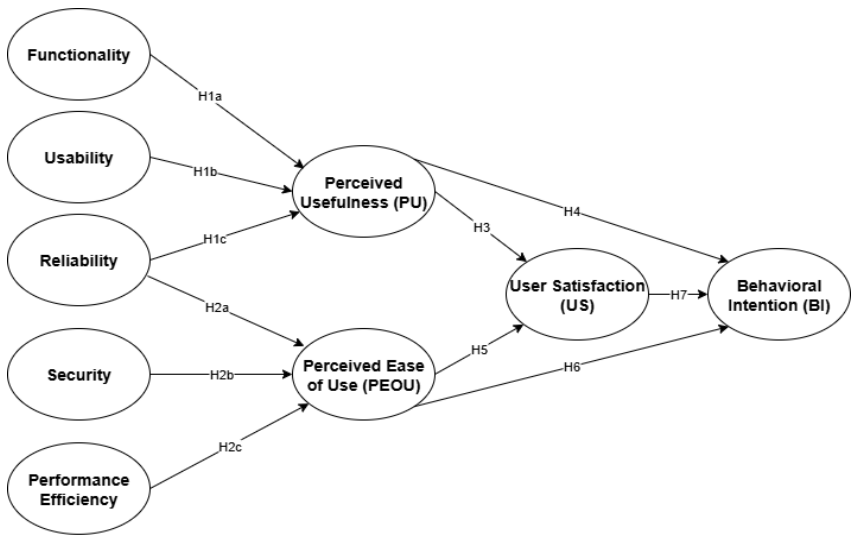 Functionality
H1a
Usability
H1b
Perceived
Usefulness (PU)
H4
H3
Reliability
H1c
H2a
User Satisfaction
(US)
H7
Behavioral
Intention (BI)
Security
H2b
Perceived Ease
of Use (PEOU)
H5
H6
H2c
Performance
Efficiency